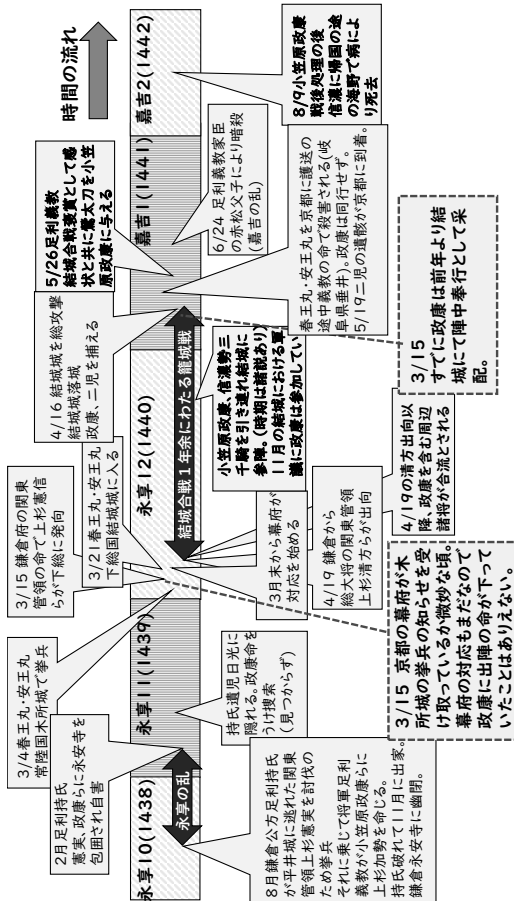 時間の流れ
永享10(1438)
永享11(1439)
永享12(1440)
嘉吉1(1441)
嘉吉2(1442)
永享の乱
結城合戦１年余にわたる籠城戦
2月足利持氏
憲実、政康らに永安寺を
包囲され自害
3/4春王丸・安王丸
常陸国木所城で挙兵
3/15 鎌倉府の関東
管領の命で上杉憲信
らが下総に発向
3/21春王丸・安王丸
下総国結城城に入る
4/16 結城城を総攻撃
結城城落城
政康、二児を捕える
5/26足利義教
結城合戦褒賞として感
状と共に鷺太刀を小笠
原政康に与える
8月鎌倉公方足利持氏
が平井城に逃れた関東
管領上杉憲実を討伐の
ため挙兵
それに乗じて将軍足利
義教が小笠原政康らに
上杉加勢を命じる。
持氏破れて11月に出家。
鎌倉永安寺に幽閉。
持氏遺児日光に
隠れる。政康命を
うけ捜索
(見つからず)
3月末から幕府が
対応を始める
4/19 鎌倉から
総大将の関東管領
上杉清方らが出向
小笠原政康、信濃勢三
千騎を引き連れ結城に
参陣。(時期は諸説あり)
11月の結城における軍
議に政康は参加してい
4/19の清方出向以
降、政康を含む周辺
諸将が合流とされる
春王丸・安王丸を京都に護送の
途中義教の命で殺害される(岐
阜県垂井)。政康は同行せず。
5/19二児の遺骸が京都に到着。
6/24 足利義教家臣
の赤松父子により暗殺
(嘉吉の乱)
8/9小笠原政康
戦後処理の後
信濃に帰国の途
の海野で病によ
り死去
3/15 京都の幕府が木
所城の挙兵の知らせを受
け取っているか微妙な頃。
幕府の対応もまだなので
政康に出陣の命が下って
いたことはありえない。
3/15
すでに政康は前年より結
城にて陣中奉行として采
配。